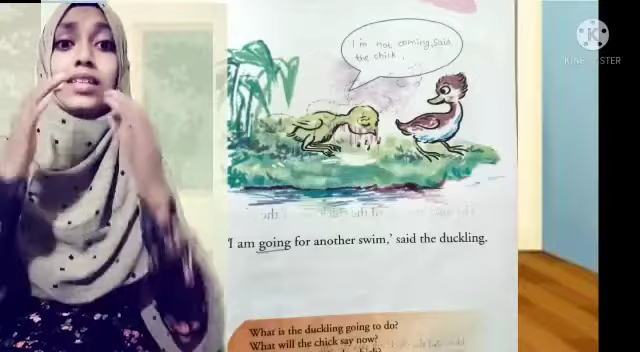 KINEMASTER
I'm not coming, said
the chick.
'I am going for another swim,' said the duckling.
What is the duckling going to do?
What will the chick say now?